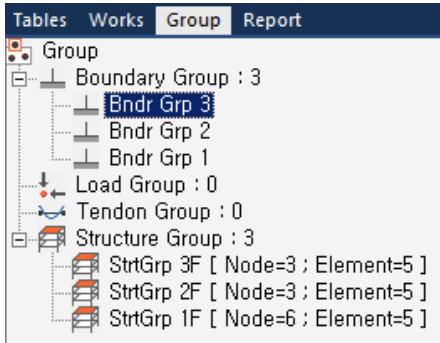 Tables Works Group Report
Group
Boundary Group : 3
Bndr Grp 3
Bndr Grp 2
Bndr Grp 1
Load Group : 0
Tendon Group : 0
Structure Group : 3
StrtGrp 3F [ Node=3 ; Element=5 ]
StrtGrp 2F [ Node=3 ; Element=5 ]
StrtGrp 1F [ Node=6 ; Element=5 ]